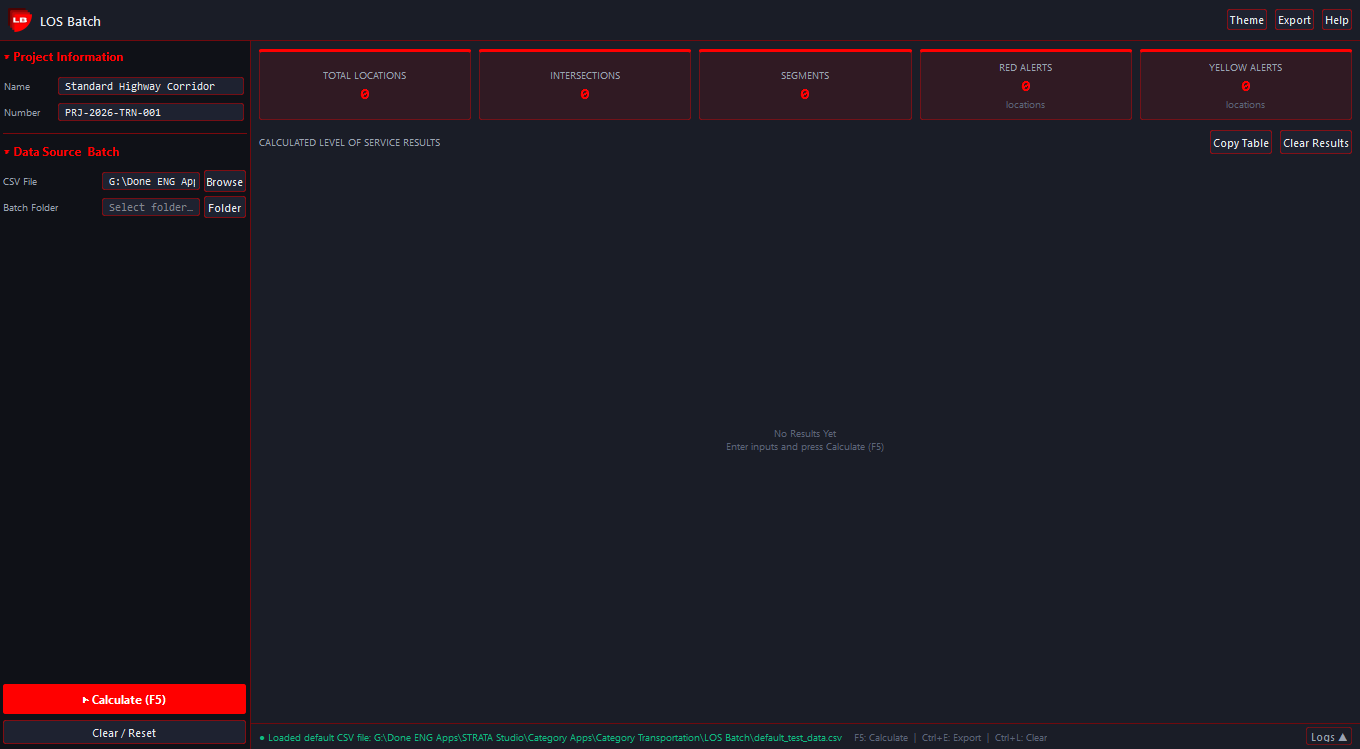 LB LOS Batch
Theme Export Help
▾ Project Information
Name Standard Highway Corridor
Number PRJ-2026-TRN-001
▾ Data Source Batch
CSV File G:\Done ENG Ap Browse
Batch Folder Select folder... Folder
TOTAL LOCATIONS
0
INTERSECTIONS
0
SEGMENTS
0
RED ALERTS
0
locations
YELLOW ALERTS
0
locations
CALCULATED LEVEL OF SERVICE RESULTS
Copy Table Clear Results
No Results Yet
Enter inputs and press Calculate (F5)
Calculate (F5)
Clear / Reset
● Loaded default CSV file: G:\Done ENG Apps\STRATA Studio\Category Apps\Category Transportation\LOS Batch\default_test_data.csv F5: Calculate | Ctrl+E: Export | Ctrl+L: Clear
Logs ▲